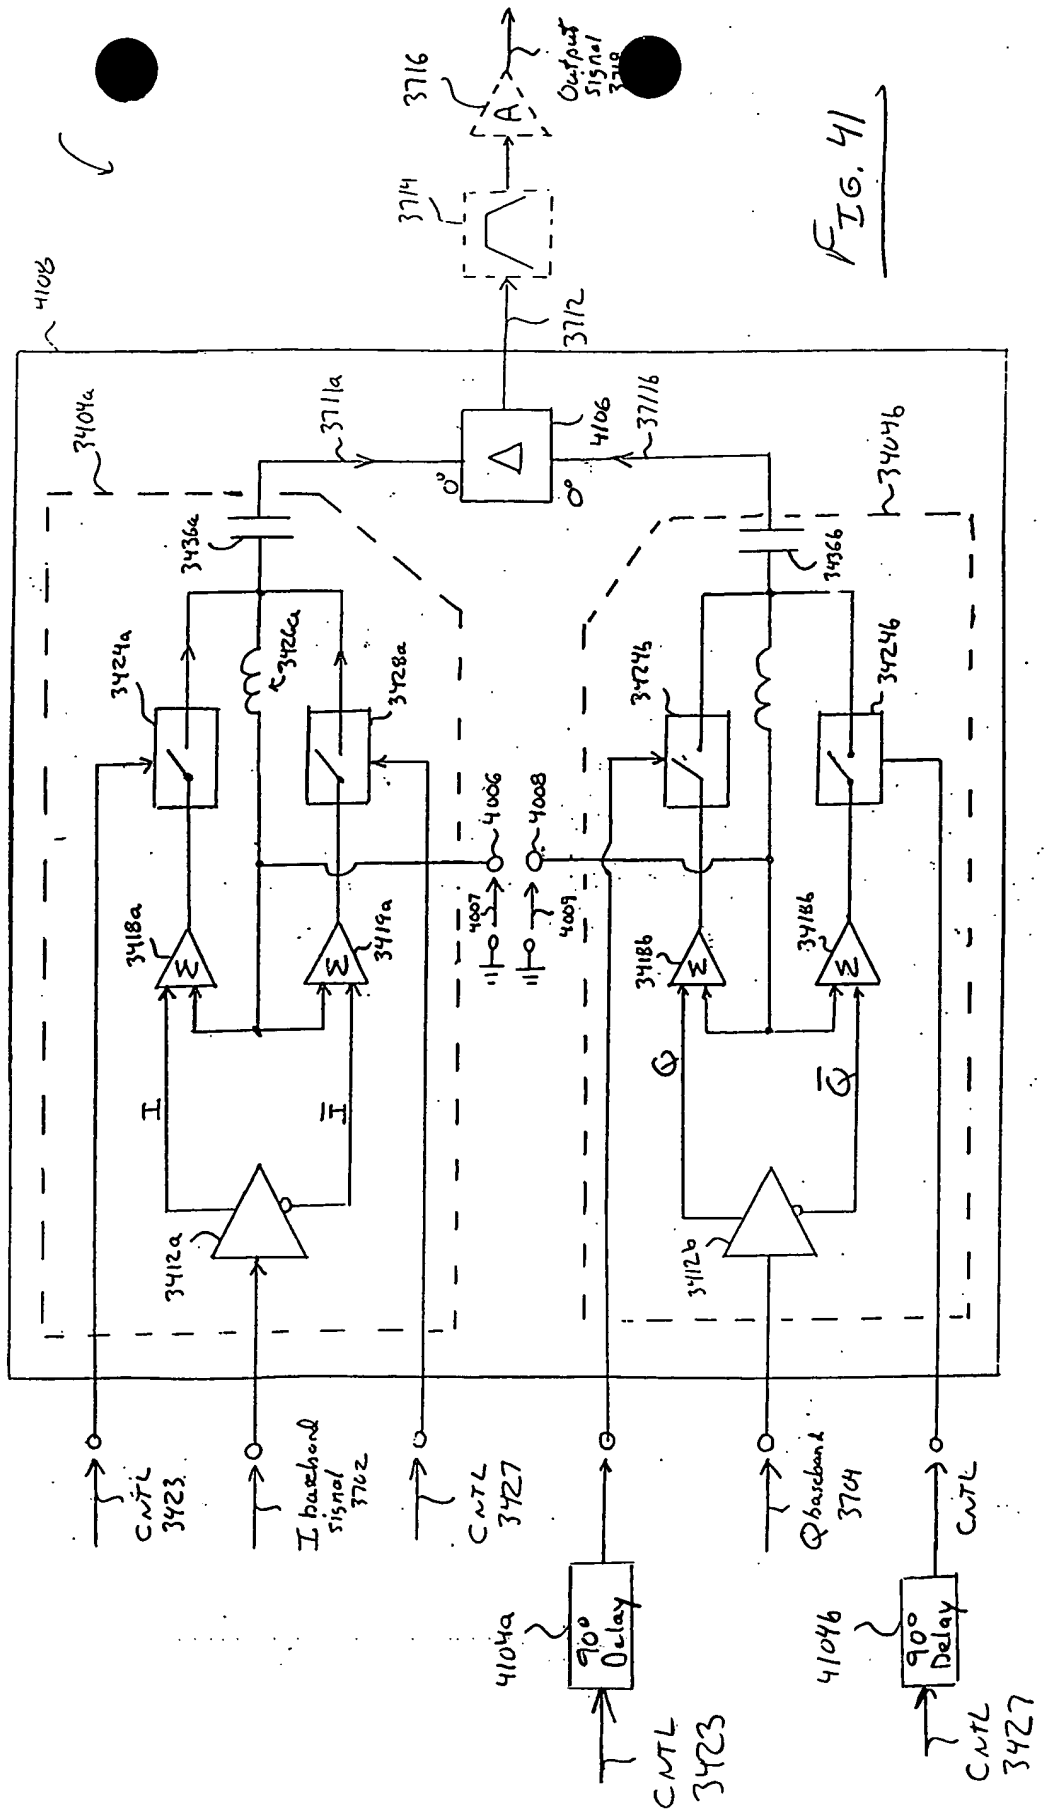 4108
3404a
3424a
3436a
3711a
3418a
3426a
3428a
3419a
I
I̅
3412a
CNTL
3423
I baseband
signal
3702
CNTL
3427
4006
4007
4008
4009
0°
0°
4106
3711b
3712
3714
3716
A
Output
signal
3404b
3424b
3436b
3424b
3418b
Σ
Σ
Σ
Σ
3418b
Q
Q̅
3412b
Q baseband
3704
CNTL
4104a
90°
Delay
CNTL
3423
4104b
90°
Delay
CNTL
3427
FIG. 41